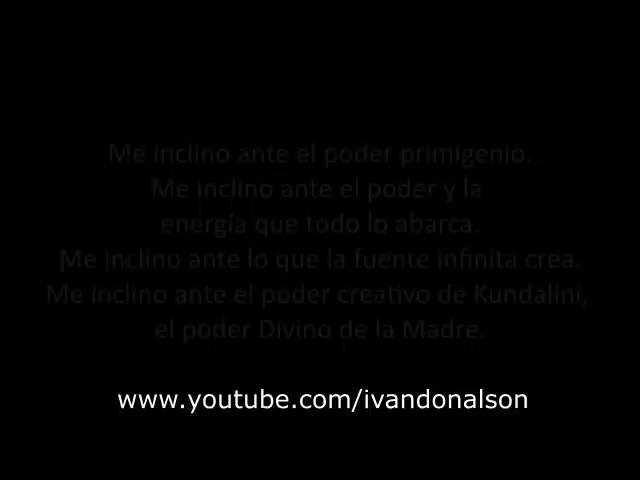 Me inclino ante el poder primigenio.
Me inclino ante el poder y la
energía que todo lo abarca.
Me inclino ante lo que la fuente infinita crea.
Me inclino ante el poder creativo de Kundalini,
el poder Divino de la Madre.
www.youtube.com/ivandonalson